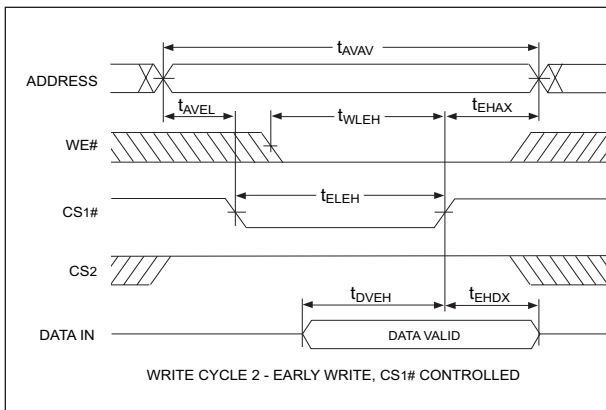 tAVAV
ADDRESS
tAVEL
tWLEH
tEHAX
WE#
tELEH
CS1#
CS2
tDVEH
tEHDX
DATA IN
DATA VALID
WRITE CYCLE 2 - EARLY WRITE, CS1# CONTROLLED